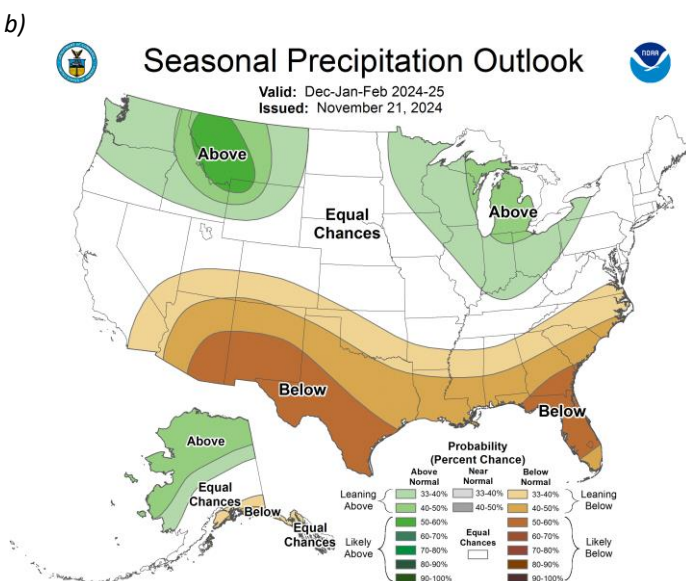 b)
Seasonal Precipitation Outlook
NOAA
Valid: Dec-Jan-Feb 2024-25
Issued: November 21, 2024
Above
Above
Equal
Chances
Below
Below
Above
Equal
Chances
Below
Equal
Chances
Probability
(Percent Chance)
Above Normal
Near Normal
Below Normal
Leaning Above
33-40% 33-40% 33-40%
40-50% 40-50% 40-50%
Leaning Below
Likely Above
50-60% 50-60%
60-70% 60-70%
70-80% 70-80%
80-90% 80-90%
90-100% 90-100%
Equal Chances
Likely Below